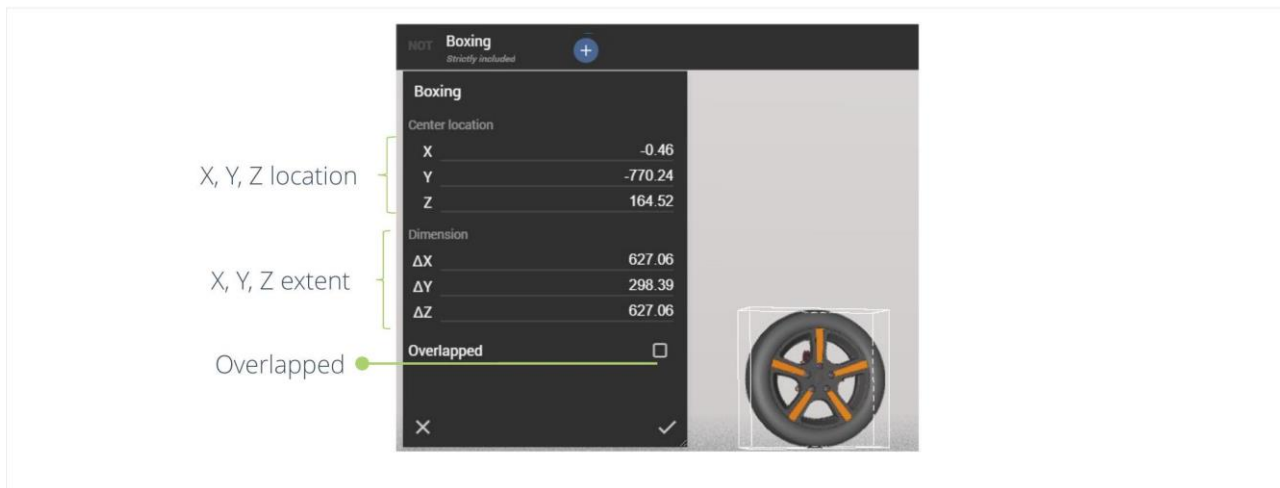 NOT Boxing
Strictly included
+
Boxing
Center location
X -0.46
Y -770.24
Z 164.52
X, Y, Z location
Dimension
ΔX 627.06
ΔY 298.39
ΔZ 627.06
X, Y, Z extent
Overlapped
Overlapped